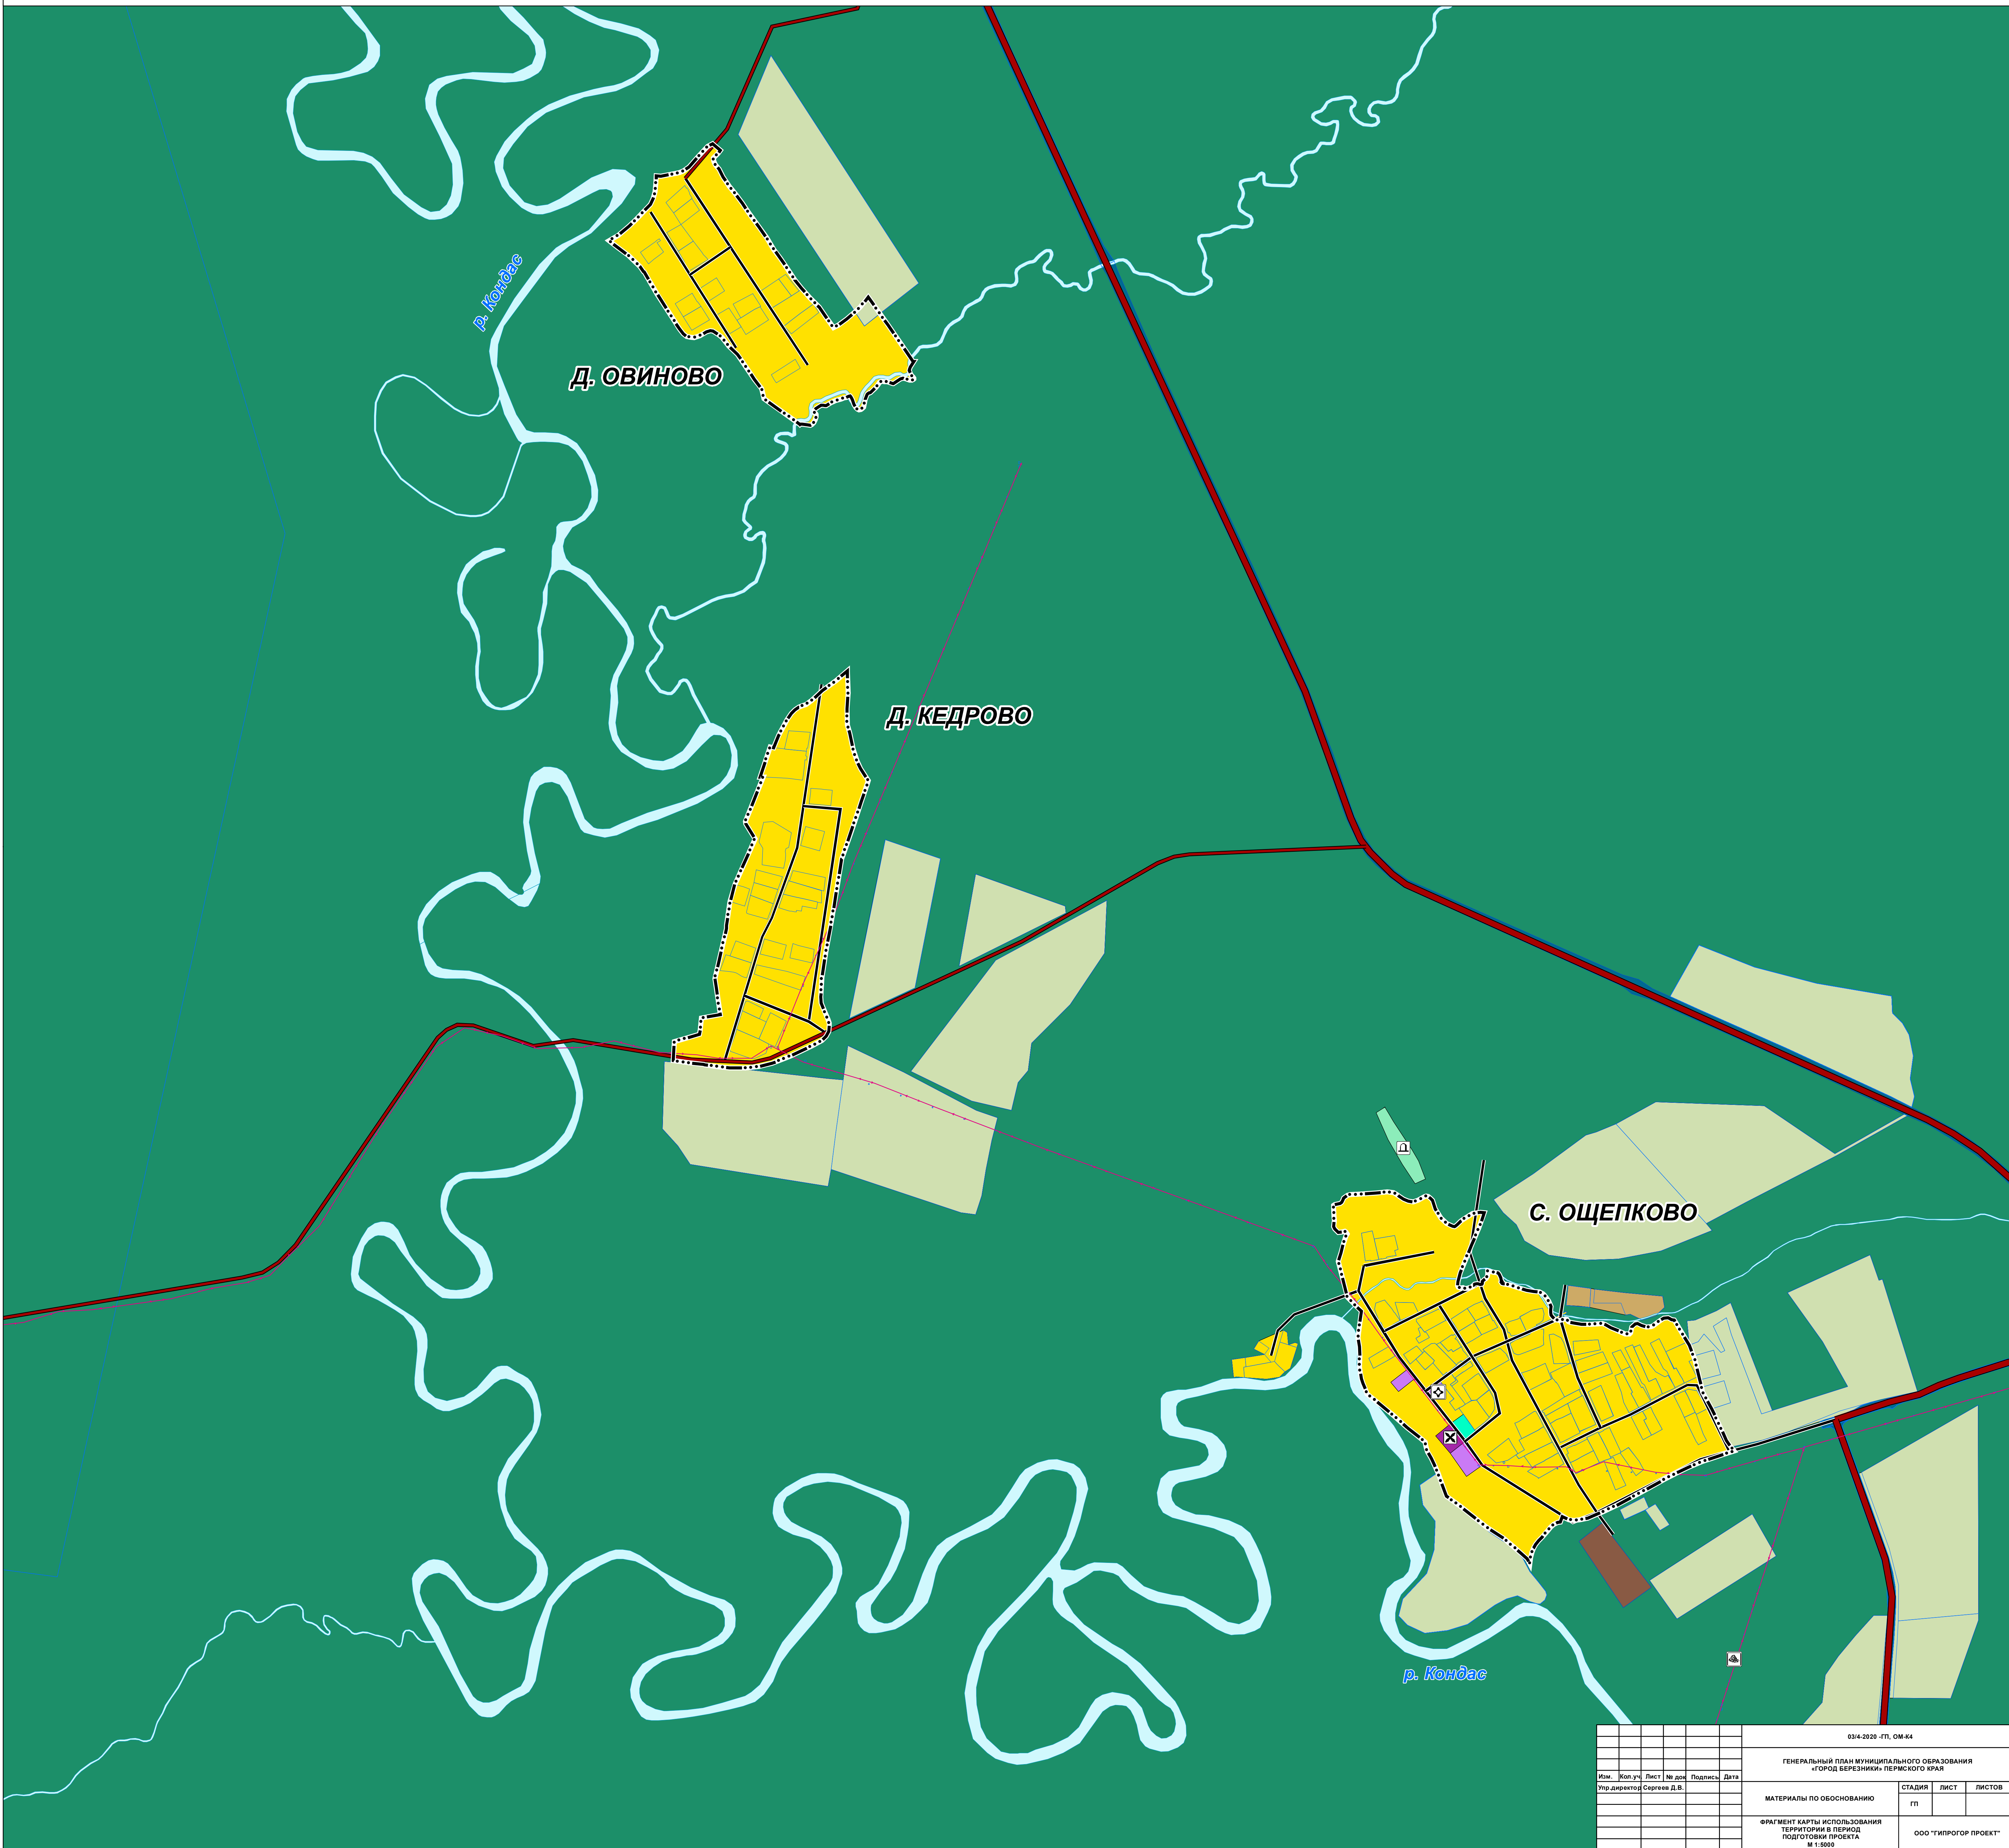 р. Кондас
Д. ОВИНОВО
Д. КЕДРОВО
С. ОЩЕПКОВО
р. Кондас
03/4-2020 -ГП, ОМ-К4
ГЕНЕРАЛЬНЫЙ ПЛАН МУНИЦИПАЛЬНОГО ОБРАЗОВАНИЯ
«ГОРОД БЕРЕЗНИКИ» ПЕРМСКОГО КРАЯ
Изм. Кол.уч Лист № док Подпись Дата
Упр.директор Сергеев Д.В.
МАТЕРИАЛЫ ПО ОБОСНОВАНИЮ
СТАДИЯ ЛИСТ ЛИСТОВ
ГП
ФРАГМЕНТ КАРТЫ ИСПОЛЬЗОВАНИЯ
ТЕРРИТОРИИ В ПЕРИОД
ПОДГОТОВКИ ПРОЕКТА
М 1:5000
ООО "ГИПРОГОР ПРОЕКТ"